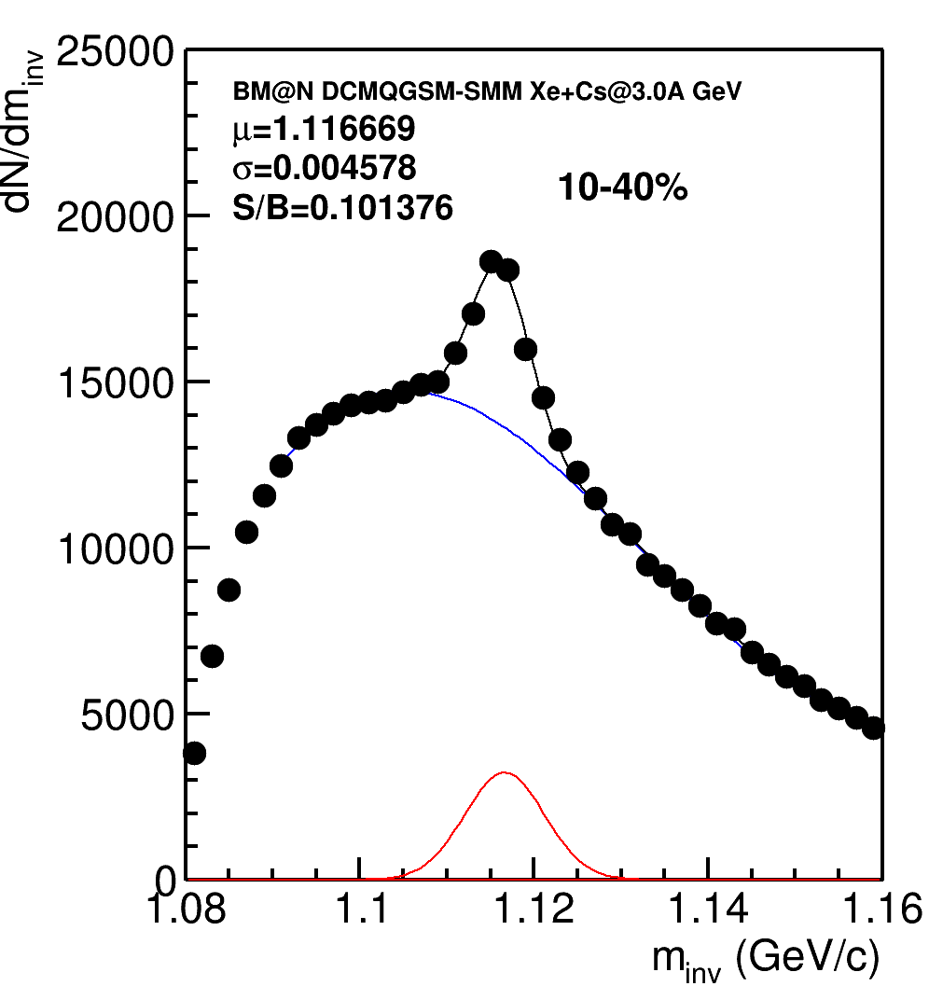 dN/dm_inv
25000
20000
15000
10000
5000
0
BM@N DCMQGSM-SMM Xe+Cs@3.0A GeV
μ=1.116669
σ=0.004578
S/B=0.101376
10-40%
1.08 1.1 1.12 1.14 1.16
m_inv (GeV/c)